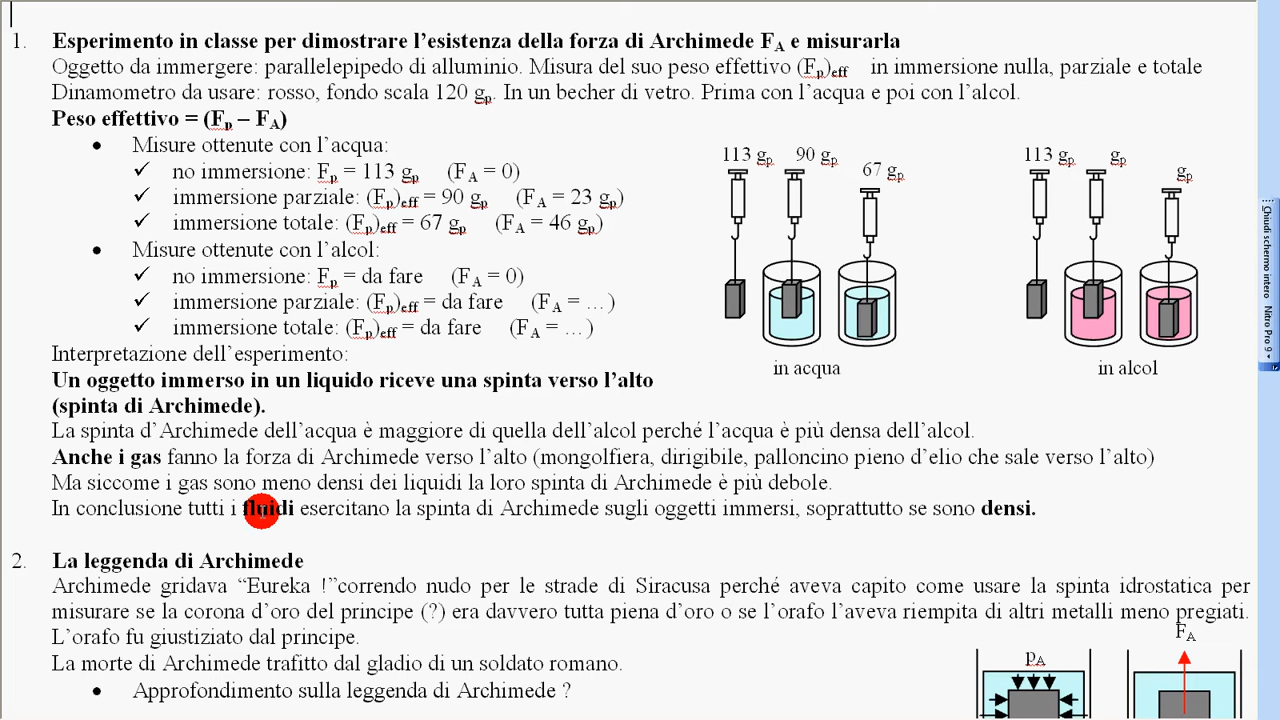 1. Esperimento in classe per dimostrare l’esistenza della forza di Archimede FA e misurarla
Oggetto da immergere: parallelepipedo di alluminio. Misura del suo peso effettivo (Fp)eff in immersione nulla, parziale e totale
Dinamometro da usare: rosso, fondo scala 120 gp. In un becher di vetro. Prima con l’acqua e poi con l’alcol.
Peso effettivo = (Fp – FA)
• Misure ottenute con l’acqua:
✓ no immersione: Fp = 113 gp (FA = 0)
✓ immersione parziale: (Fp)eff = 90 gp (FA = 23 gp)
✓ immersione totale: (Fp)eff = 67 gp (FA = 46 gp)
• Misure ottenute con l’alcol:
✓ no immersione: Fp = da fare (FA = 0)
✓ immersione parziale: (Fp)eff = da fare (FA = …)
✓ immersione totale: (Fp)eff = da fare (FA = …)
113 gp 90 gp 67 gp
in acqua
113 gp gp gp
in alcol
Interpretazione dell’esperimento:
Un oggetto immerso in un liquido riceve una spinta verso l’alto
(spinta di Archimede).
La spinta d’Archimede dell’acqua è maggiore di quella dell’alcol perché l’acqua è più densa dell’alcol.
Anche i gas fanno la forza di Archimede verso l’alto (mongolfiera, dirigibile, palloncino pieno d’elio che sale verso l’alto)
Ma siccome i gas sono meno densi dei liquidi la loro spinta di Archimede è più debole.
In conclusione tutti i fluidi esercitano la spinta di Archimede sugli oggetti immersi, soprattutto se sono densi.
2. La leggenda di Archimede
Archimede gridava “Eureka !”correndo nudo per le strade di Siracusa perché aveva capito come usare la spinta idrostatica per
misurare se la corona d’oro del principe (?) era davvero tutta piena d’oro o se l’orafo l’aveva riempita di altri metalli meno pregiati.
L’orafo fu giustiziato dal principe.
La morte di Archimede trafitto dal gladio di un soldato romano.
• Approfondimento sulla leggenda di Archimede ?
pA
FA
Chiudi schermo intero Nitro Pro 9